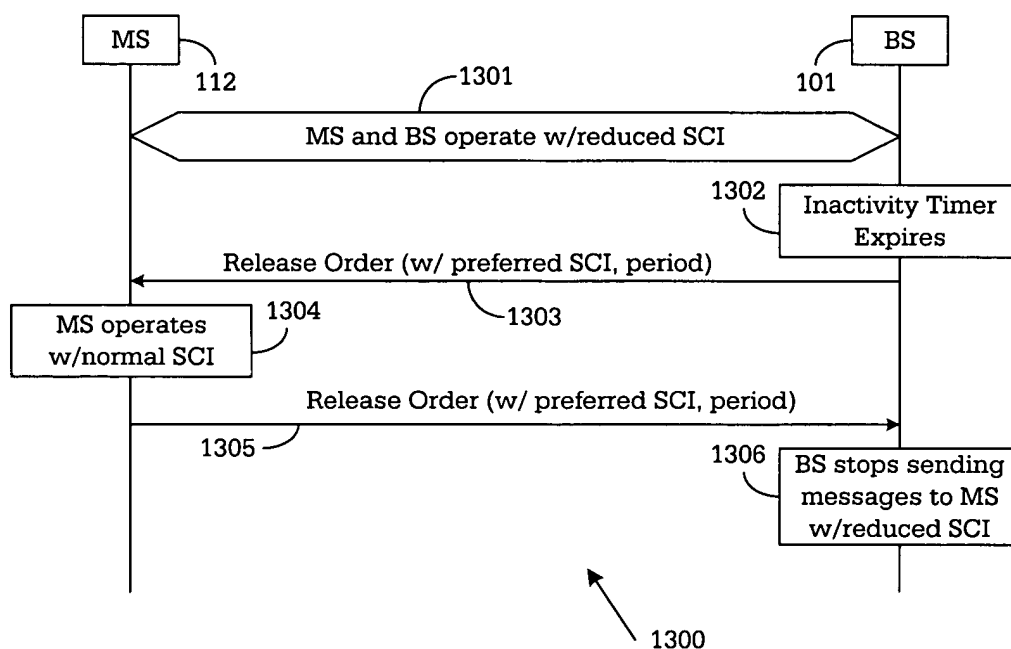 MS
BS
112
101
1301
MS and BS operate w/reduced SCI
1302
Inactivity Timer
Expires
Release Order (w/ preferred SCI, period)
1303
MS operates
w/normal SCI
1304
Release Order (w/ preferred SCI, period)
1305
1306
BS stops sending
messages to MS
w/reduced SCI
1300